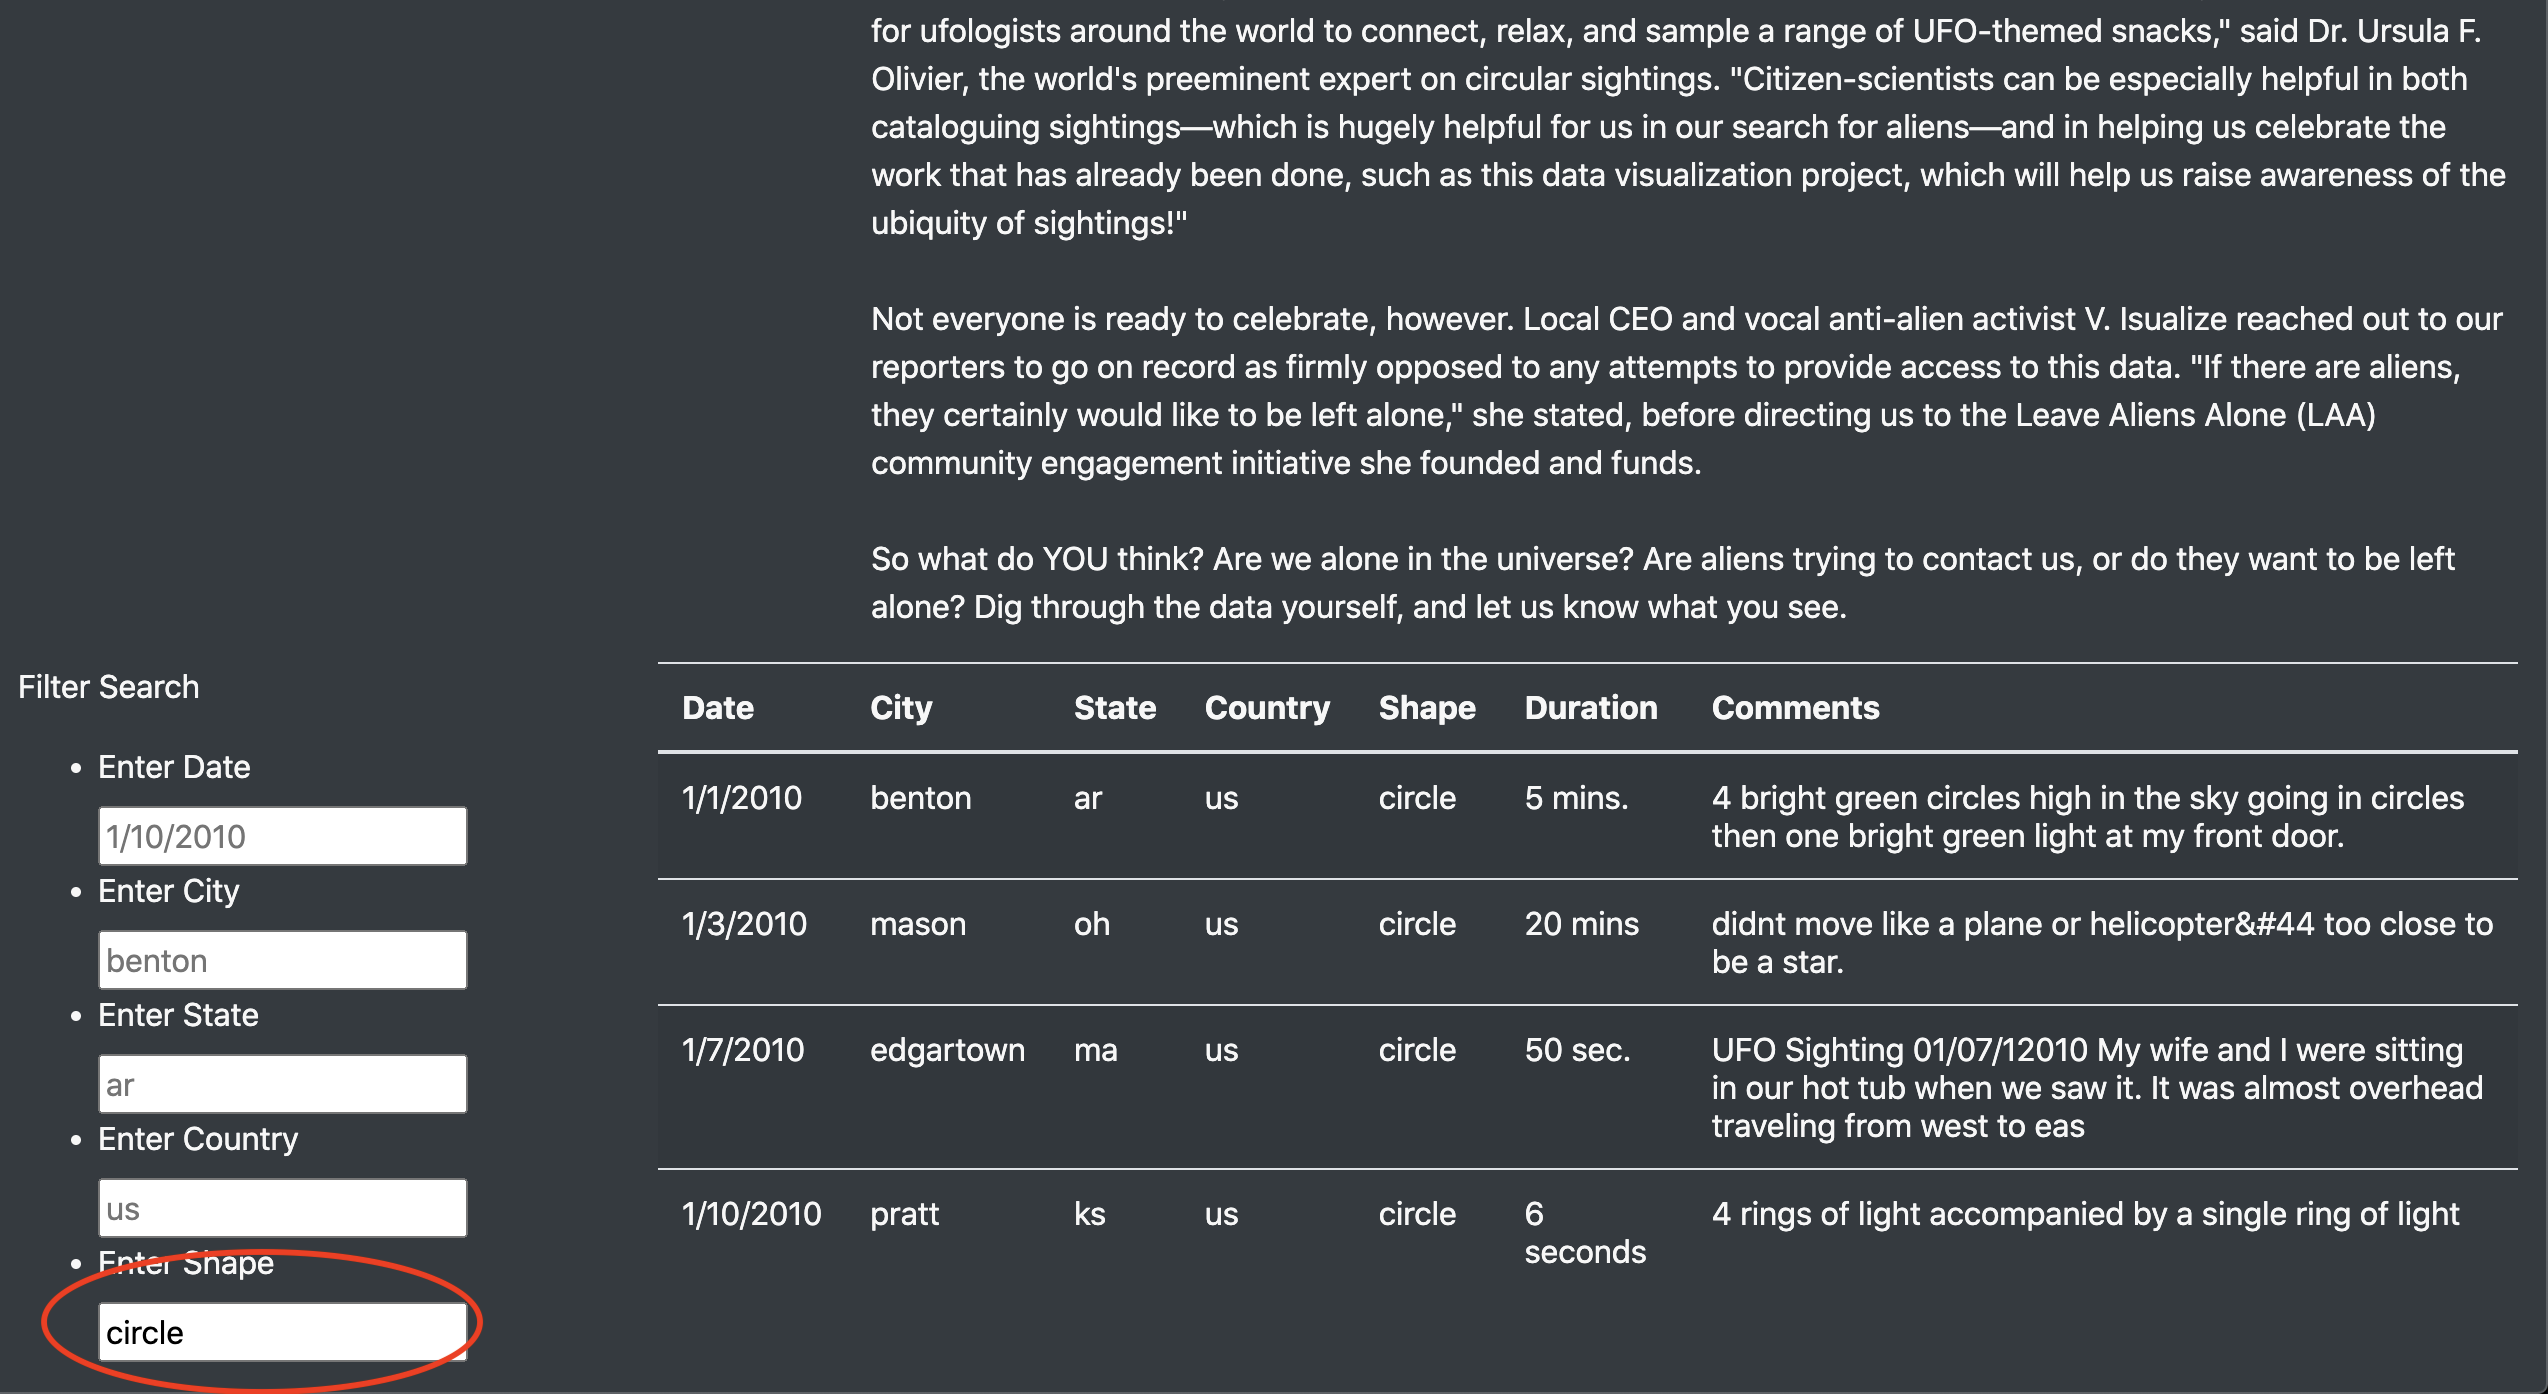 for ufologists around the world to connect, relax, and sample a range of UFO-themed snacks," said Dr. Ursula F.
Olivier, the world's preeminent expert on circular sightings. "Citizen-scientists can be especially helpful in both
cataloguing sightings—which is hugely helpful for us in our search for aliens—and in helping us celebrate the
work that has already been done, such as this data visualization project, which will help us raise awareness of the
ubiquity of sightings!"
Not everyone is ready to celebrate, however. Local CEO and vocal anti-alien activist V. Isualize reached out to our
reporters to go on record as firmly opposed to any attempts to provide access to this data. "If there are aliens,
they certainly would like to be left alone," she stated, before directing us to the Leave Aliens Alone (LAA)
community engagement initiative she founded and funds.
So what do YOU think? Are we alone in the universe? Are aliens trying to contact us, or do they want to be left
alone? Dig through the data yourself, and let us know what you see.
Filter Search
Enter Date
1/10/2010
Enter City
benton
Enter State
ar
Enter Country
us
Enter Shape
circle
Date City State Country Shape Duration Comments
1/1/2010 benton ar us circle 5 mins. 4 bright green circles high in the sky going in circles
then one bright green light at my front door.
1/3/2010 mason oh us circle 20 mins didnt move like a plane or helicopter&#44 too close to
be a star.
1/7/2010 edgartown ma us circle 50 sec. UFO Sighting 01/07/12010 My wife and I were sitting
in our hot tub when we saw it. It was almost overhead
traveling from west to eas
1/10/2010 pratt ks us circle 6 4 rings of light accompanied by a single ring of light
seconds